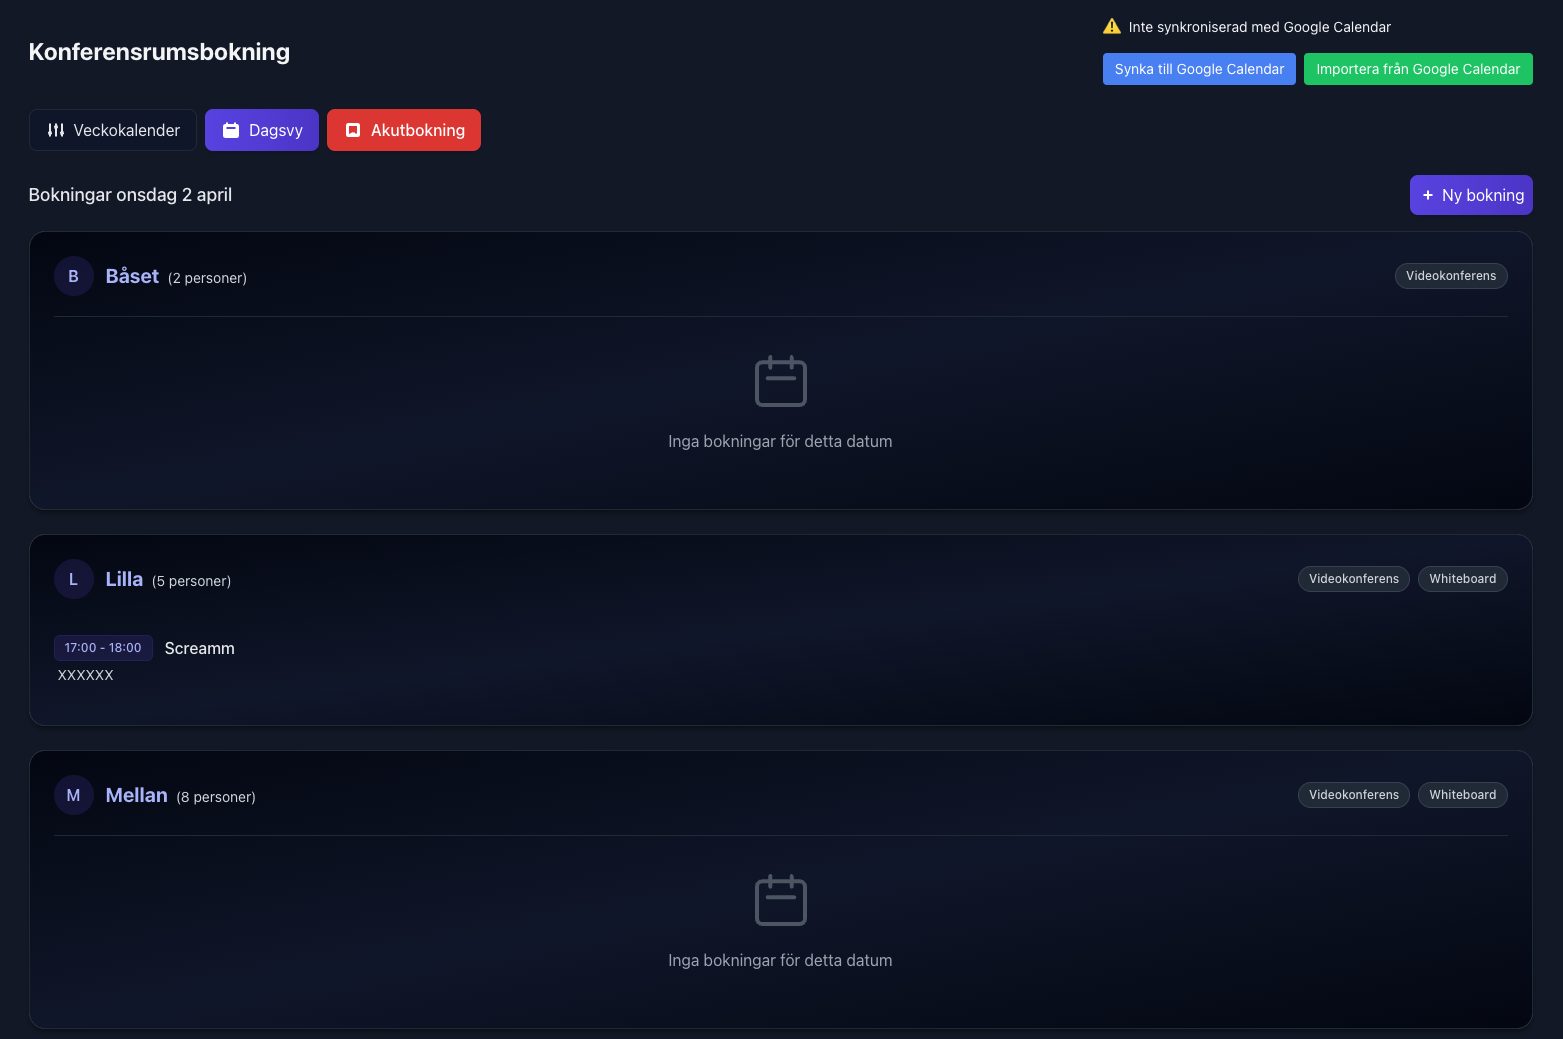 Konferensrumsbokning
⚠️ Inte synkroniserad med Google Calendar
Synka till Google Calendar Importera från Google Calendar
Veckokalender Dagsvy Akutbokning
Bokningar onsdag 2 april + Ny bokning
B Båset (2 personer) Videokonferens
Inga bokningar för detta datum
L Lilla (5 personer) Videokonferens Whiteboard
17:00 - 18:00 Screamm
XXXXXX
M Mellan (8 personer) Videokonferens Whiteboard
Inga bokningar för detta datum